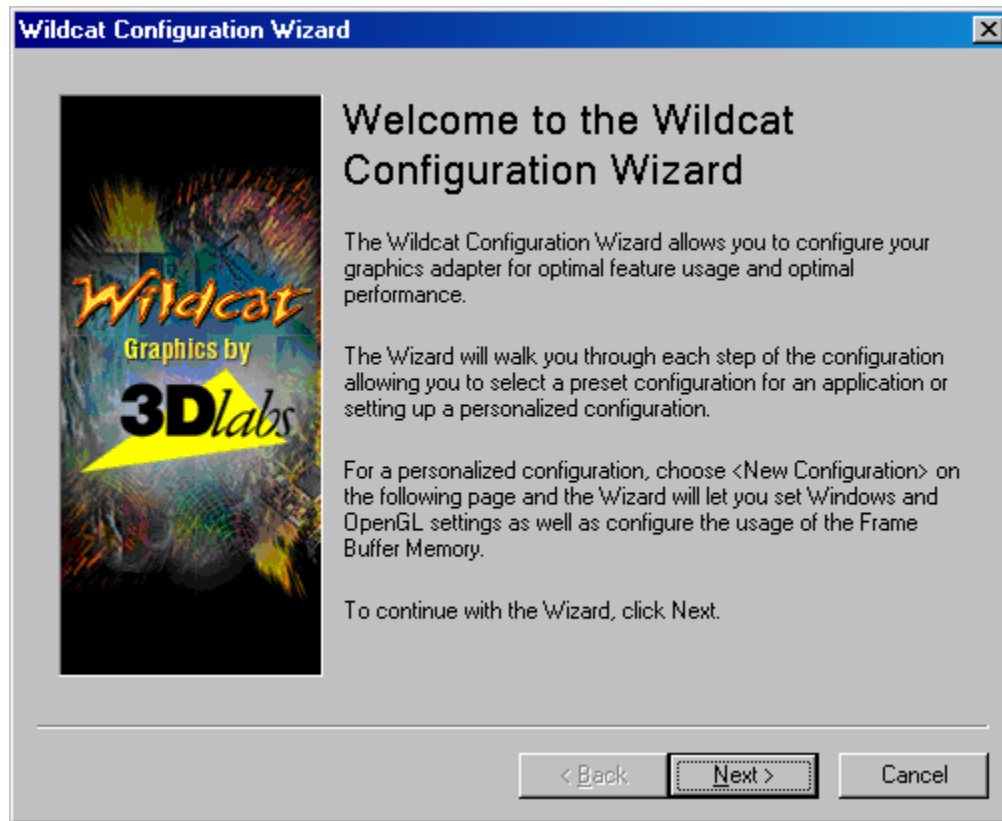 Wildcat Configuration Wizard
Welcome to the Wildcat
Configuration Wizard
The Wildcat Configuration Wizard allows you to configure your
graphics adapter for optimal feature usage and optimal
performance.
The Wizard will walk you through each step of the configuration
allowing you to select a preset configuration for an application or
setting up a personalized configuration.
For a personalized configuration, choose <New Configuration> on
the following page and the Wizard will let you set Windows and
OpenGL settings as well as configure the usage of the Frame
Buffer Memory.
To continue with the Wizard, click Next.
Wildcat
Graphics by
3Dlabs
< Back
Next >
Cancel